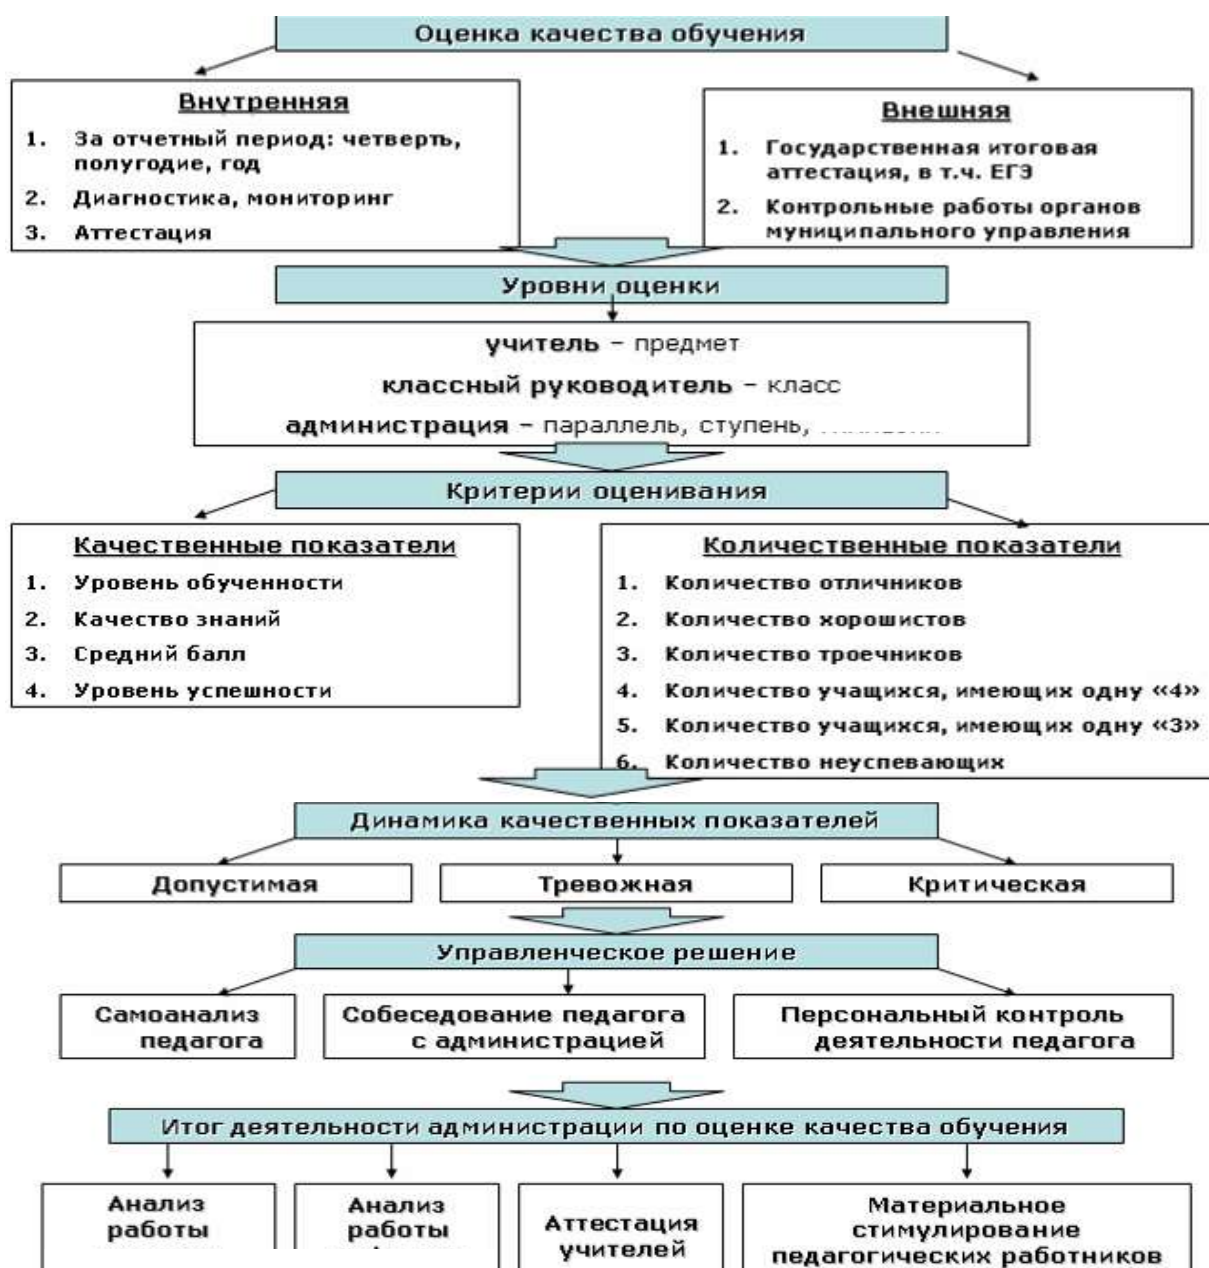 Оценка качества обучения
Внутренняя
1. За отчетный период: четверть,
полугодие, год
2. Диагностика, мониторинг
3. Аттестация
Внешняя
1. Государственная итоговая
аттестация, в т.ч. ЕГЭ
2. Контрольные работы органов
муниципального управления
Уровни оценки
учитель – предмет
классный руководитель – класс
администрация – параллель, ступень,
Критерии оценивания
Качественные показатели
1. Уровень обученности
2. Качество знаний
3. Средний балл
4. Уровень успешности
Количественные показатели
1. Количество отличников
2. Количество хорошистов
3. Количество троечников
4. Количество учащихся, имеющих одну «4»
5. Количество учащихся, имеющих одну «3»
6. Количество неуспевающих
Динамика качественных показателей
Допустимая
Тревожная
Критическая
Управленческое решение
Самоанализ
педагога
Собеседование педагога
с администрацией
Персональный контроль
деятельности педагога
Итог деятельности администрации по оценке качества обучения
Анализ
работы
Анализ
работы
Аттестация
учителей
Материальное
стимулирование
педагогических работников